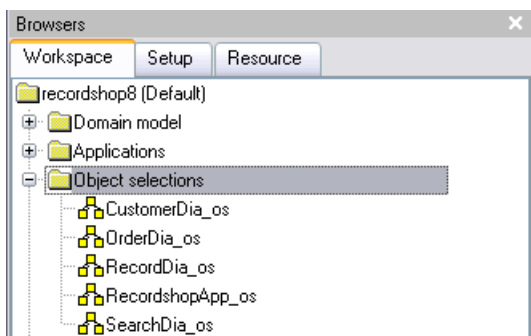 Browsers
Workspace Setup Resource
recordshop8 (Default)
Domain model
Applications
Object selections
CustomerDia_os
OrderDia_os
RecordDia_os
RecordshopApp_os
SearchDia_os